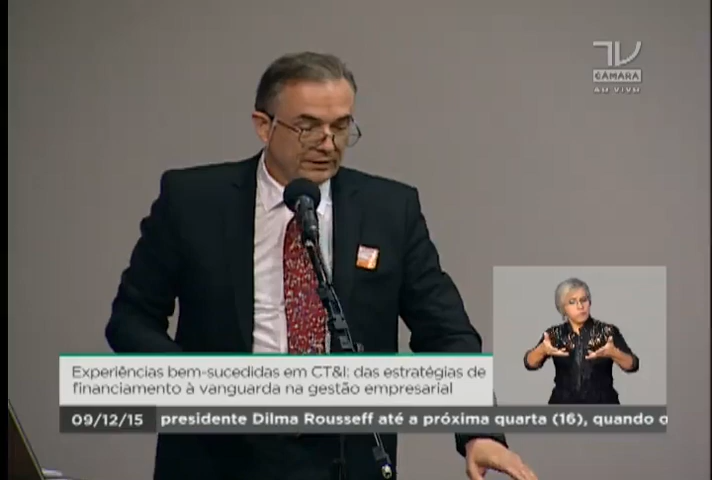 TV
CÂMARA
AO VIVO
Experiências bem-sucedidas em CT&I: das estratégias de
financiamento à vanguarda na gestão empresarial
09/12/15 presidente Dilma Rousseff até a próxima quarta (16), quando o